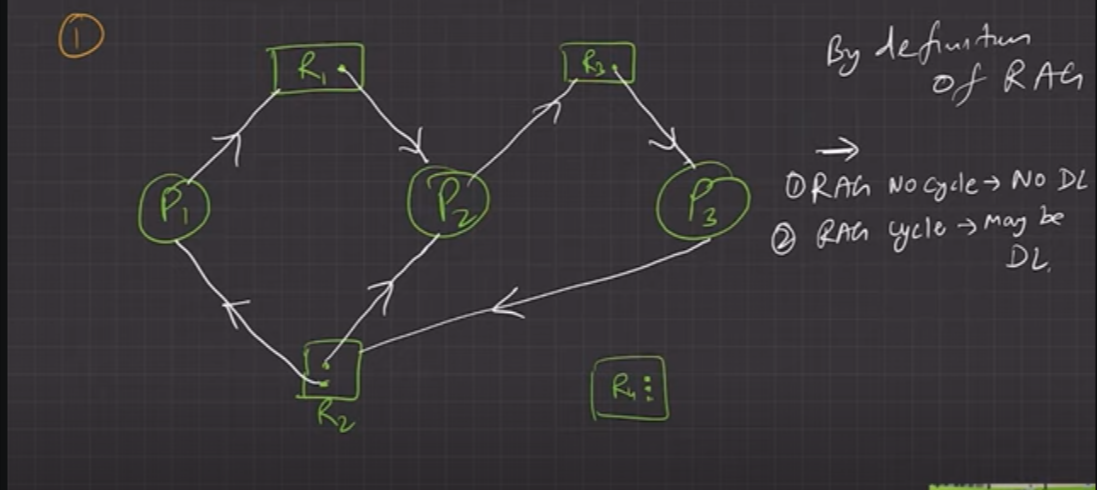 1
R1
R3
P1
P2
P3
R2
R4
By definition
of RAG
→
① RAG No cycle → No DL
② RAG cycle → May be
DL.